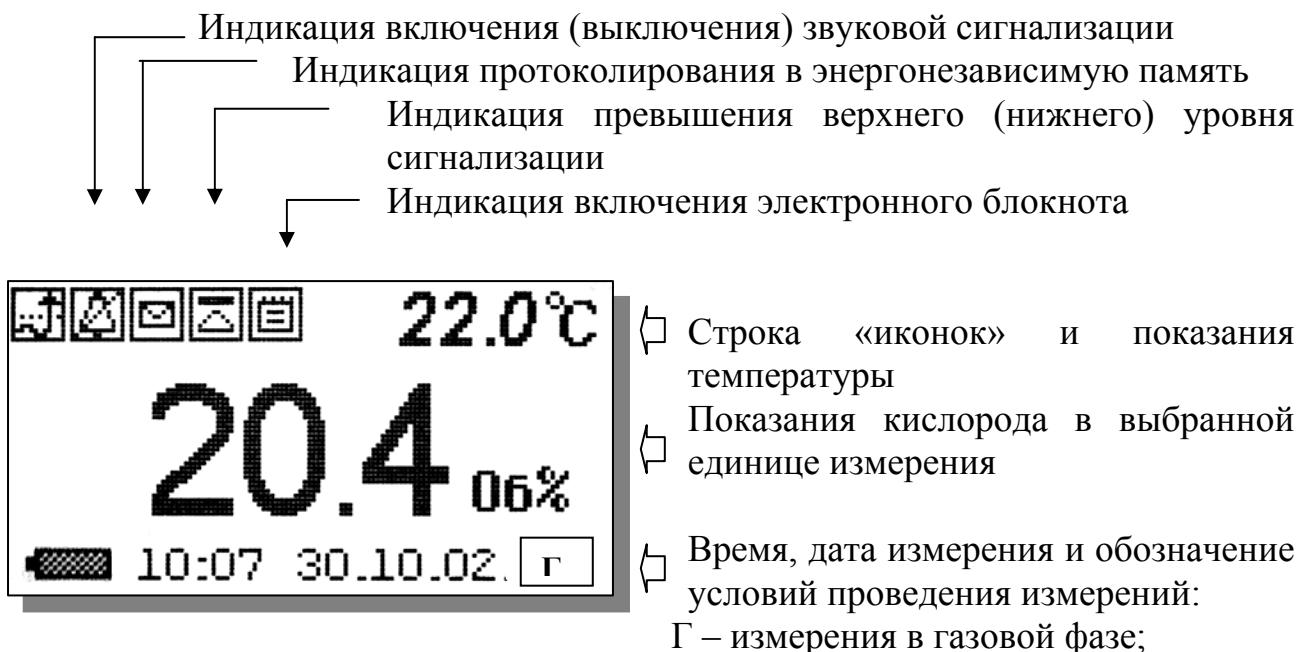 Индикация включения (выключения) звуковой сигнализации
Индикация протоколирования в энергонезависимую память
Индикация превышения верхнего (нижнего) уровня
сигнализации
Индикация включения электронного блокнота
22.0°C
20.4 Об%
10:07 30.10.02. Г
Строка «иконок» и показания
температуры
Показания кислорода в выбранной
единице измерения
Время, дата измерения и обозначение
условий проведения измерений:
Г – измерения в газовой фазе;